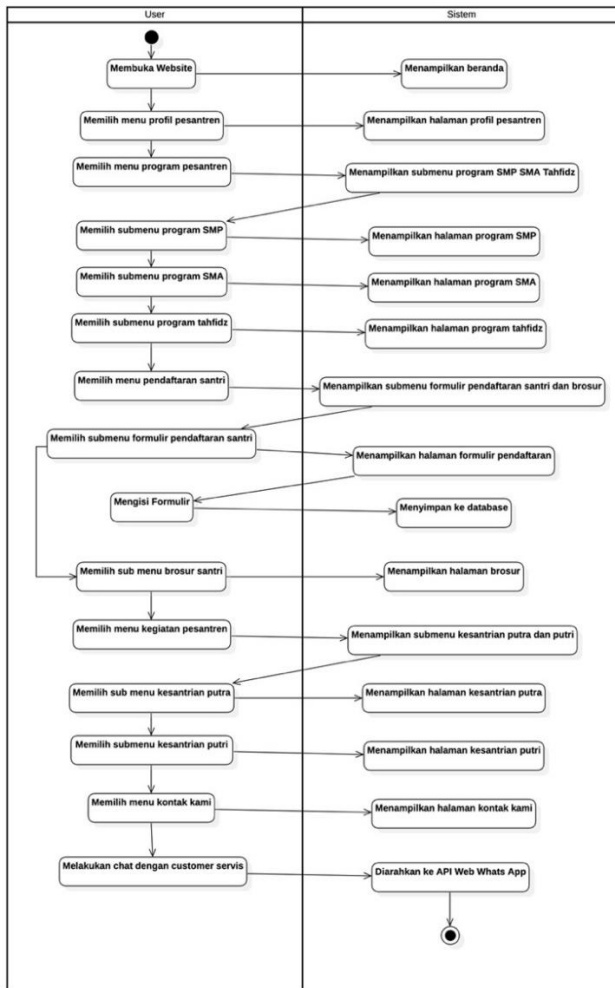 User
Sistem
Membuka Website
Menampilkan beranda
Memilih menu profil pesantren
Menampilkan halaman profil pesantren
Memilih menu program pesantren
Menampilkan submenu program SMP SMA Tahfidz
Memilih submenu program SMP
Menampilkan halaman program SMP
Memilih submenu program SMA
Menampilkan halaman program SMA
Memilih submenu program tahfidz
Menampilkan halaman program tahfidz
Memilih menu pendaftaran santri
Menampilkan submenu formulir pendaftaran santri dan brosur
Memilih submenu formulir pendaftaran santri
Menampilkan halaman formulir pendaftaran
Mengisi Formulir
Menyimpan ke database
Memilih sub menu brosur santri
Menampilkan halaman brosur
Memilih menu kegiatan pesantren
Menampilkan submenu kesantrian putra dan putri
Memilih sub menu kesantrian putra
Menampilkan halaman kesantrian putra
Memilih submenu kesantrian putri
Menampilkan halaman kesantrian putri
Memilih menu kontak kami
Menampilkan halaman kontak kami
Melakukan chat dengan customer servis
Diarahkan ke API Web Whats App